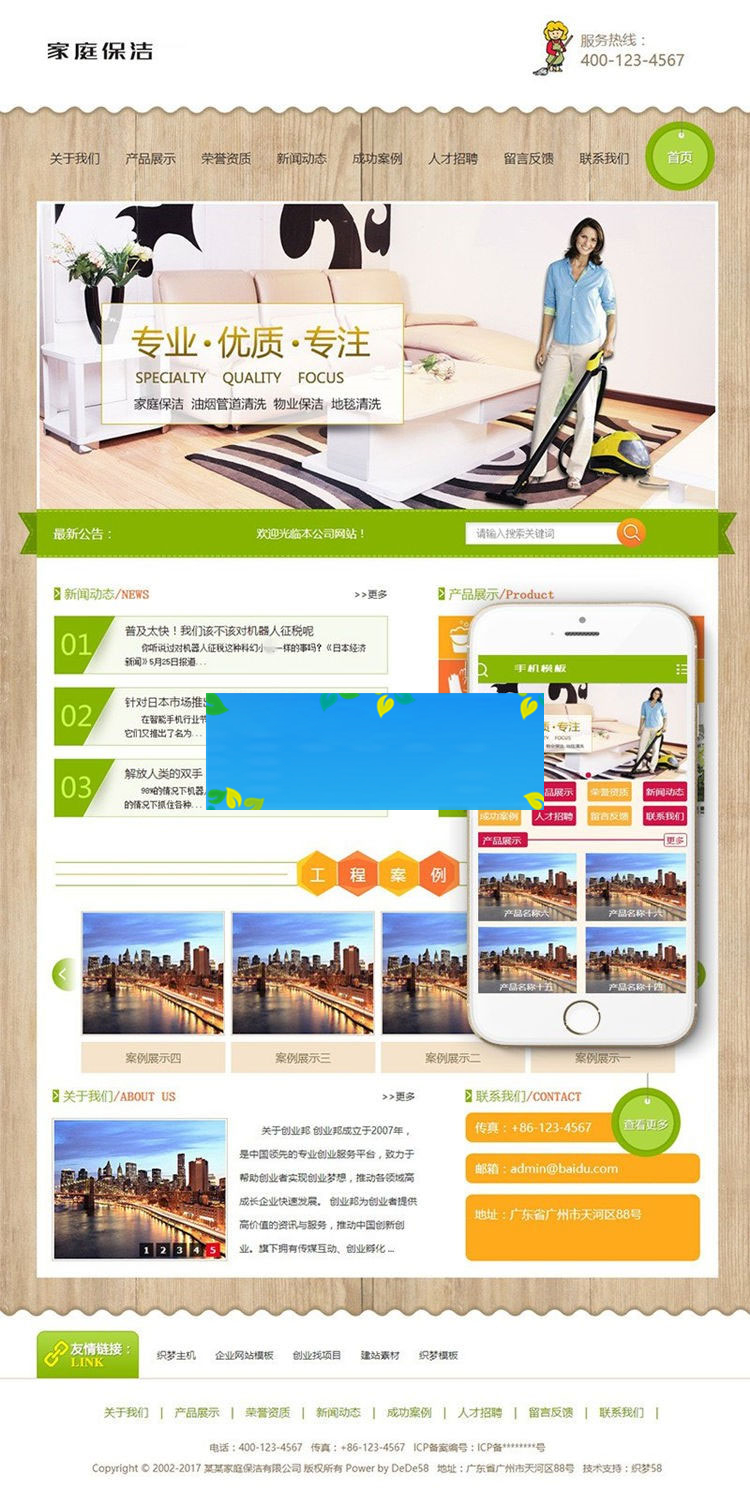 家庭保洁
服务热线：
400-123-4567
关于我们 产品展示 荣誉资质 新闻动态 成功案例 人才招聘 留言反馈 联系我们 首页
专业·优质·专注
SPECIALTY QUALITY FOCUS
家庭保洁 油烟管道清洗 物业保洁 地毯清洗
最新公告： 欢迎光临本公司网站！ 请输入搜索关键词
新闻动态/NEWS >>更多
01 普及太快！我们该不该对机器人征税呢
你听说过对机器人征税这种科幻小 一样的事吗？《日本经济
新闻》5月25日报道...
02 针对日本市场推出
在智能手机行业节
它们又推出了名为...
03 解放人类的双手
98%的情况下机器
的情况下抓住各种...
产品展示/Product
手机模板
质·专注
TY FOCUS
物业保洁 地毯清洗
品展示 荣誉资质 新闻动态
成功案例 人才招聘 留言反馈 联系我们
产品展示 更多
产品名称六 产品名称十六
产品名称十五 产品名称十四
工程案例
案例展示四 案例展示三 案例展示二 案例展示一
关于我们/ABOUT US >>更多
1 2 3 4 5
关于创业邦 创业邦成立于2007年，
是中国领先的专业创业服务平台，致力于
帮助创业者实现创业梦想，推动各领域高
成长企业快速发展。 创业邦为创业者提供
高价值的资讯与服务，推动中国创新创
业。旗下拥有传媒互动、创业孵化 ...
联系我们/CONTACT
查看更多
传真：+86-123-4567
邮箱：admin@baidu.com
地址：广东省广州市天河区88号
友情链接：
LINK
织梦主机 企业网站模板 创业找项目 建站素材 织梦模板
关于我们 | 产品展示 | 荣誉资质 | 新闻动态 | 成功案例 | 人才招聘 | 留言反馈 | 联系我们 |
电话：400-123-4567 传真：+86-123-4567 ICP备案编号：ICP备********号
Copyright © 2002-2017 某某家庭保洁有限公司 版权所有 Power by DeDe58 地址：广东省广州市天河区88号 技术支持：织梦58